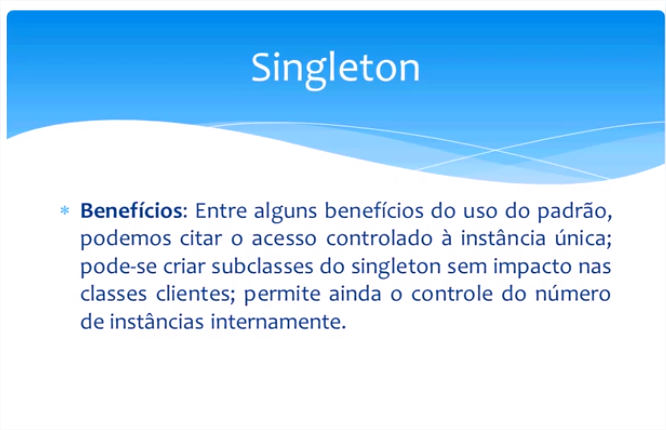 Singleton
* Benefícios: Entre alguns benefícios do uso do padrão,
podemos citar o acesso controlado à instância única;
pode-se criar subclasses do singleton sem impacto nas
classes clientes; permite ainda o controle do número
de instâncias internamente.